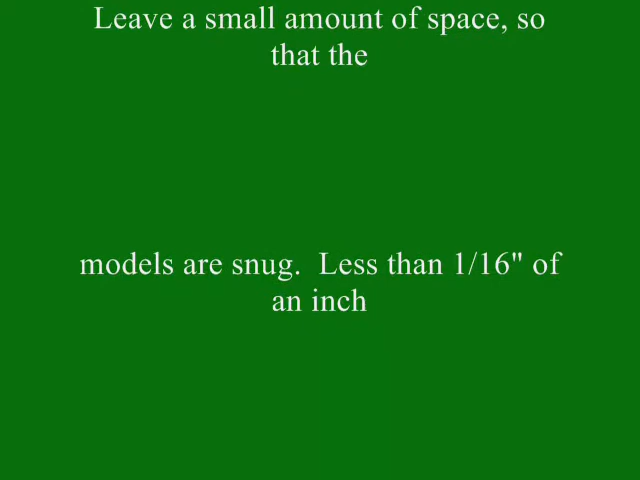 Leave a small amount of space, so
that the
models are snug.  Less than 1/16" of
an inch